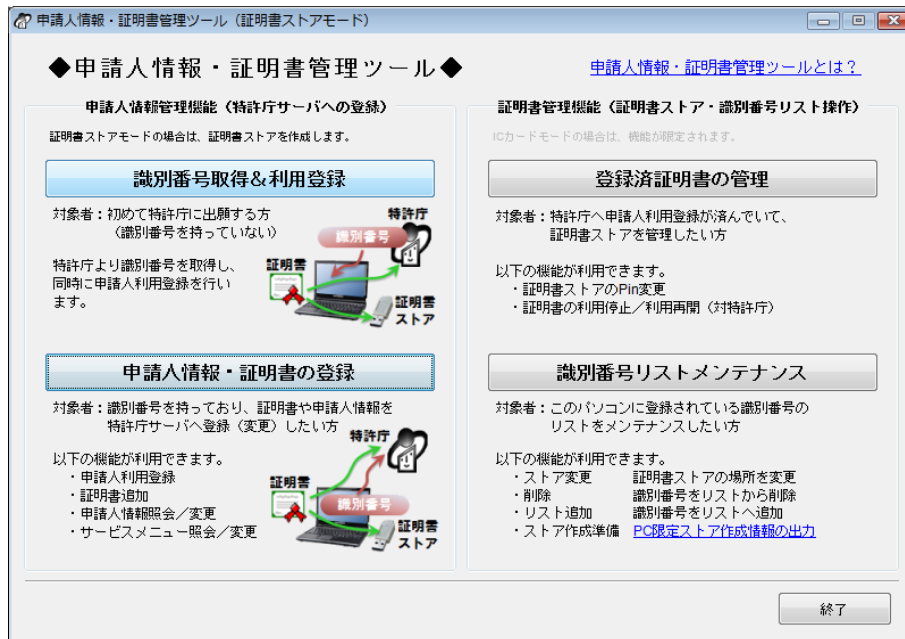 申請人情報・証明書管理ツール（証明書ストアモード）
◆申請人情報・証明書管理ツール◆
申請人情報・証明書管理ツールとは？
申請人情報管理機能（特許庁サーバへの登録）
証明書ストアモードの場合は、証明書ストアを作成します。
識別番号取得＆利用登録
対象者：初めて特許庁に出願する方
（識別番号を持っていない）
特許庁より識別番号を取得し、
同時に申請人利用登録を行い
ます。
特許庁
識別番号
証明書
証明書
ストア
申請人情報・証明書の登録
対象者：識別番号を持っており、証明書や申請人情報を
特許庁サーバへ登録（変更）したい方
以下の機能が利用できます。
・申請人利用登録
・証明書追加
・申請人情報照会／変更
・サービスメニュー照会／変更
特許庁
証明書
識別番号
証明書
ストア
証明書管理機能（証明書ストア・識別番号リスト操作）
ICカードモードの場合は、機能が限定されます。
登録済証明書の管理
対象者：特許庁へ申請人利用登録が済んでいて、
証明書ストアを管理したい方
以下の機能が利用できます。
・証明書ストアのPin変更
・証明書の利用停止／利用再開（対特許庁）
識別番号リストメンテナンス
対象者：このパソコンに登録されている識別番号の
リストをメンテナンスしたい方
以下の機能が利用できます。
・ストア変更 証明書ストアの場所を変更
・削除 識別番号をリストから削除
・リスト追加 識別番号をリストへ追加
・ストア作成準備 PC限定ストア作成情報の出力
終了